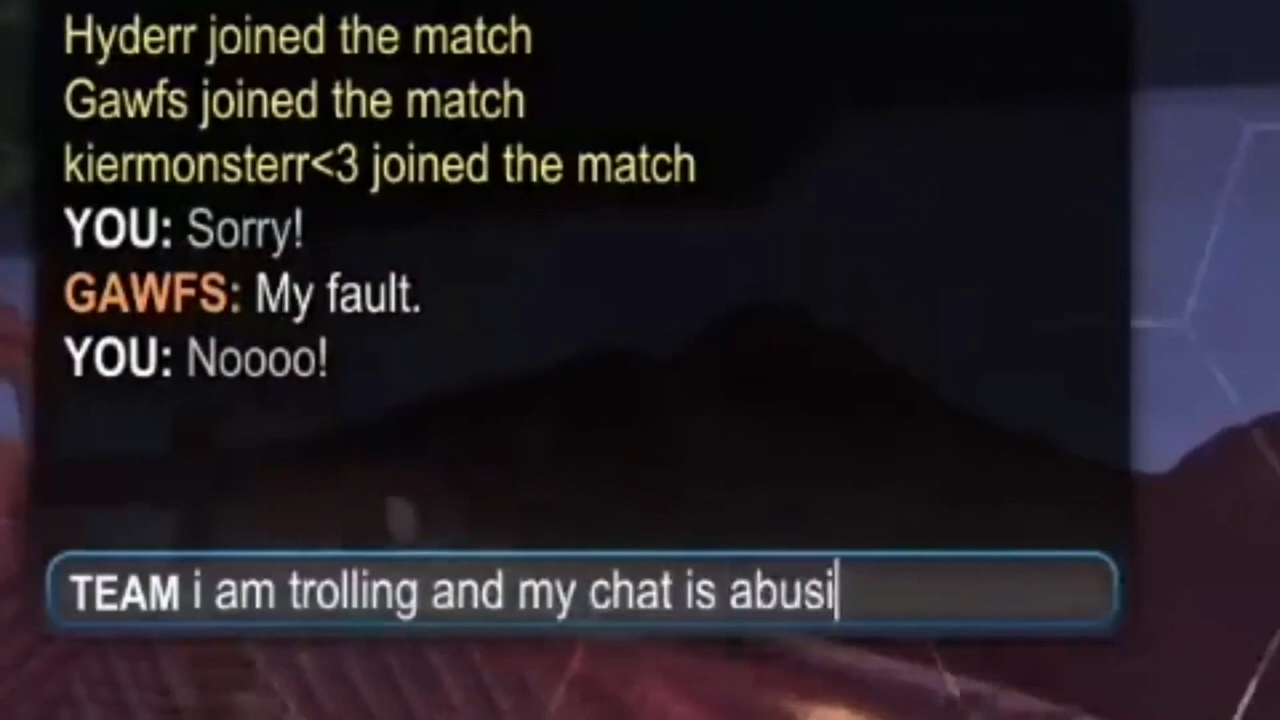 Hyderr joined the match
Gawfs joined the match
kiermonsterr<3 joined the match
YOU: Sorry!
GAWFS: My fault.
YOU: Noooo!
TEAM i am trolling and my chat is abusi